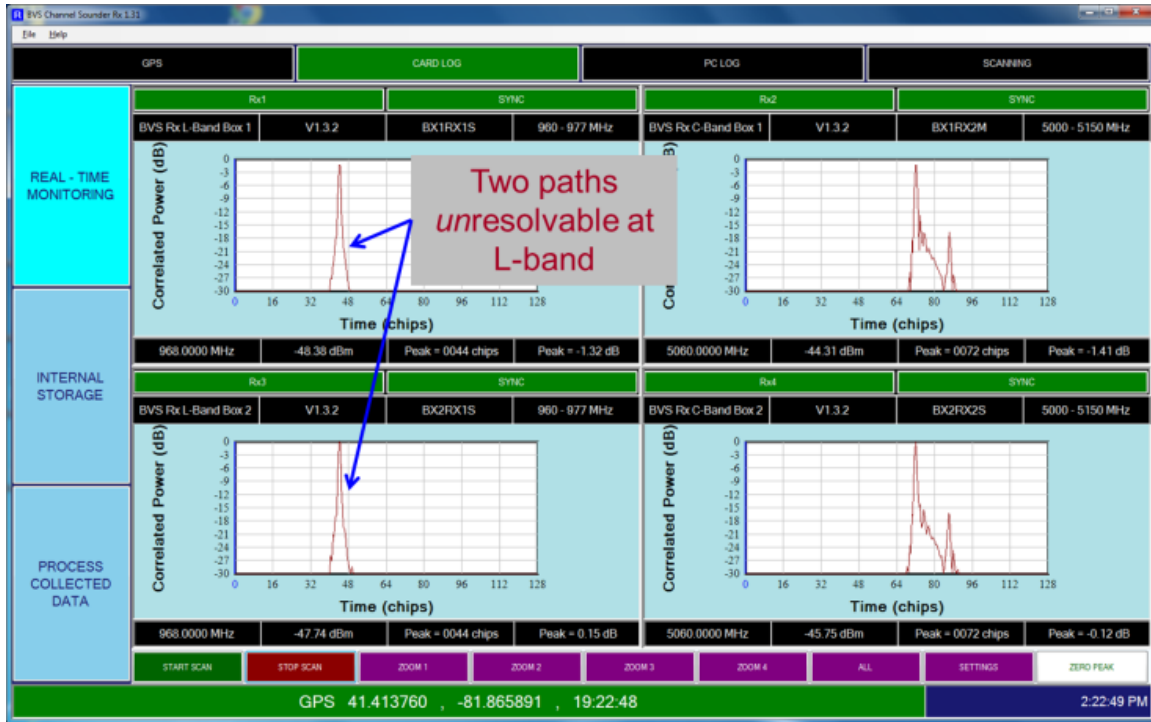 BVS Channel Sounder Rx 1.31
File Help
GPS CARD LOG PC LOG SCANNING
REAL - TIME
MONITORING
INTERNAL
STORAGE
PROCESS
COLLECTED
DATA
Rx1 SYNC
BVS Rx L-Band Box 1 V1.3.2 BX1RX1S 960 - 977 MHz
Correlated Power (dB)
0
-3
-6
-9
-12
-15
-18
-21
-24
-27
-30
0 16 32 48 64 80 96 112 128
Time (chips)
968.0000 MHz -48.38 dBm Peak = 0044 chips Peak = -1.32 dB
Rx2 SYNC
BVS Rx C-Band Box 1 V1.3.2 BX1RX2M 5000 - 5150 MHz
Correlated Power (dB)
0
-3
-6
-9
-12
-15
-18
-21
-24
-27
-30
0 16 32 48 64 80 96 112 128
Time (chips)
5060.0000 MHz -44.31 dBm Peak = 0072 chips Peak = -1.41 dB
Two paths
unresolvable at
L-band
Rx3 SYNC
BVS Rx L-Band Box 2 V1.3.2 BX2RX1S 960 - 977 MHz
Correlated Power (dB)
0
-3
-6
-9
-12
-15
-18
-21
-24
-27
-30
0 16 32 48 64 80 96 112 128
Time (chips)
968.0000 MHz -47.74 dBm Peak = 0044 chips Peak = 0.15 dB
Rx4 SYNC
BVS Rx C-Band Box 2 V1.3.2 BX2RX2S 5000 - 5150 MHz
Correlated Power (dB)
0
-3
-6
-9
-12
-15
-18
-21
-24
-27
-30
0 16 32 48 64 80 96 112 128
Time (chips)
5060.0000 MHz -45.75 dBm Peak = 0072 chips Peak = -0.12 dB
START SCAN STOP SCAN ZOOM 1 ZOOM 2 ZOOM 3 ZOOM 4 ALL SETTINGS ZERO PEAK
GPS 41.413760 , -81.865891 , 19:22:48
2:22:49 PM